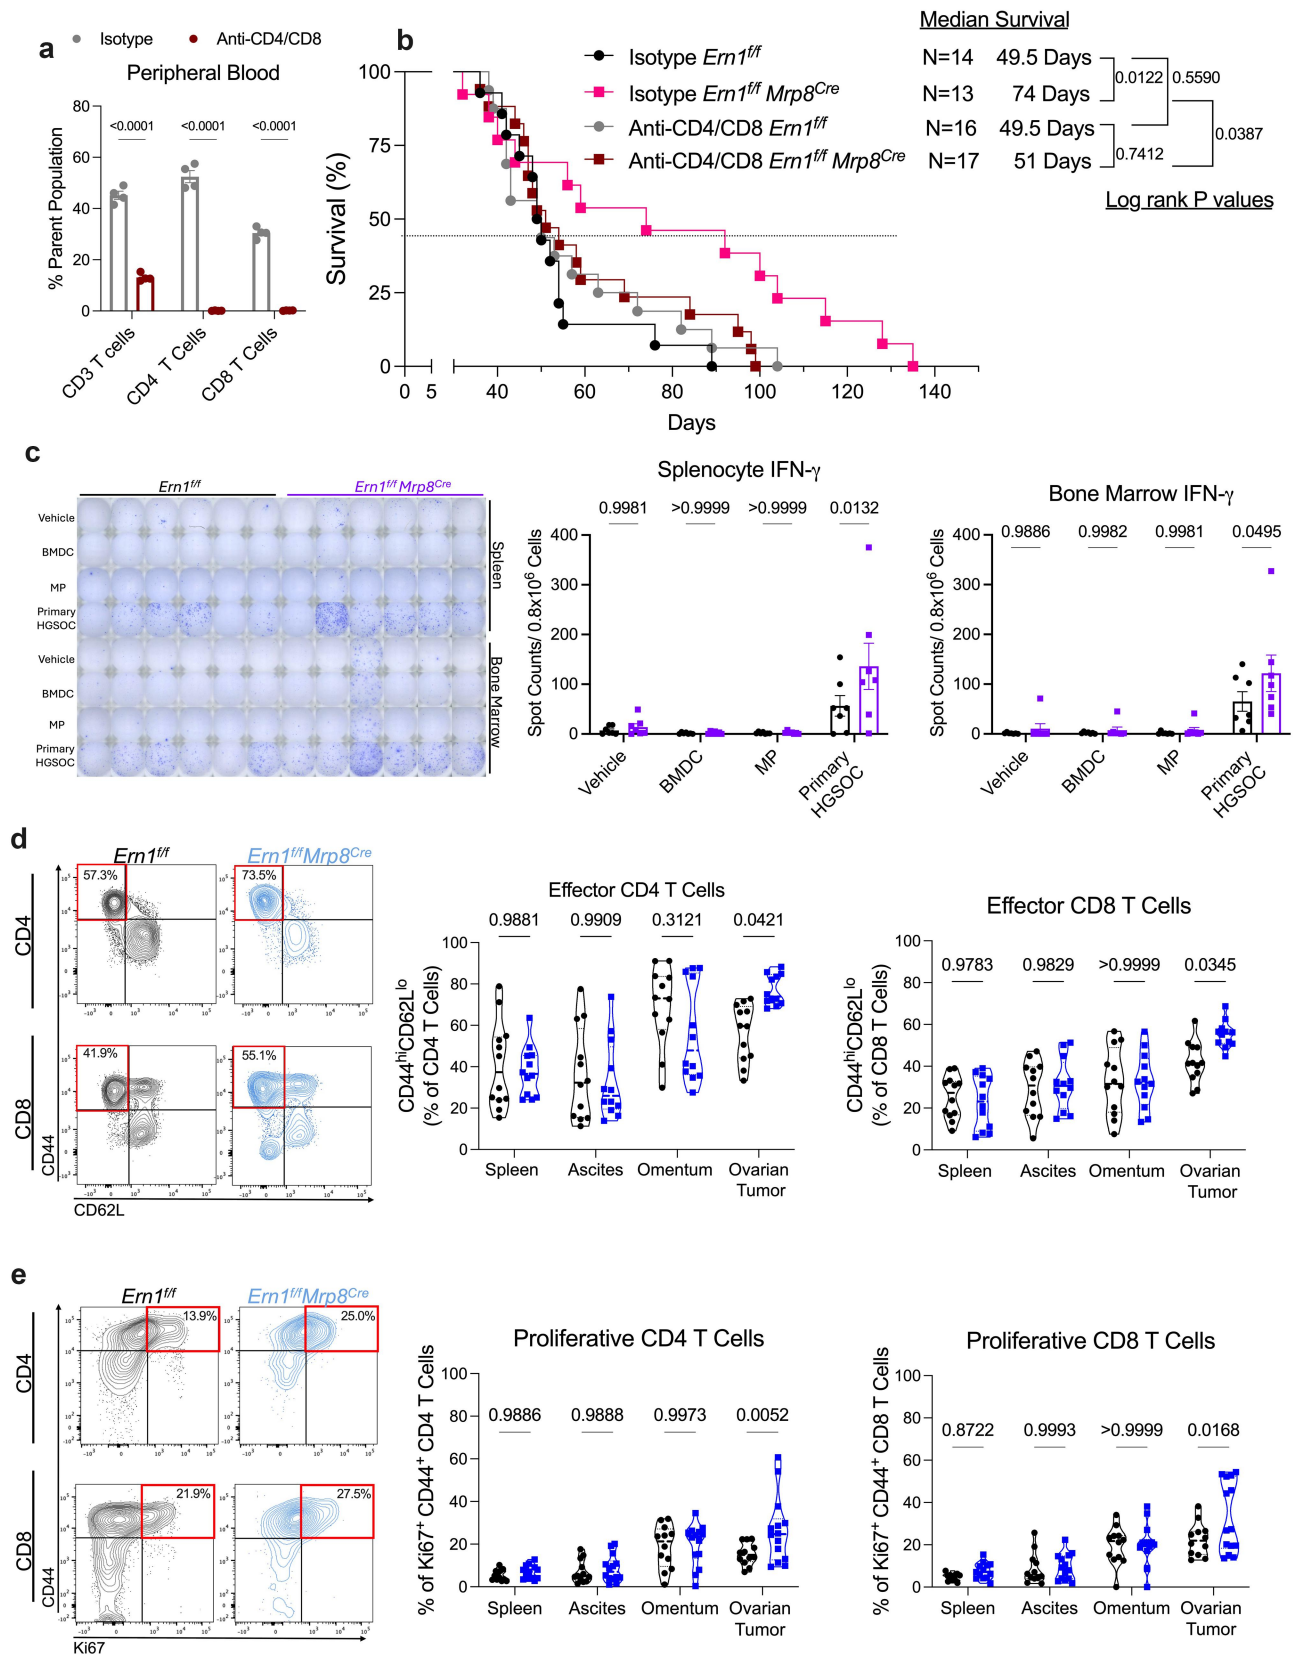 a
Isotype
Anti-CD4/CD8
Peripheral Blood
% Parent Population
80
60
40
20
0
<0.0001
<0.0001
<0.0001
CD3 T cells
CD4 T Cells
CD8 T Cells
b
Isotype Ern1f/f
Isotype Ern1f/f Mrp8Cre
Anti-CD4/CD8 Ern1f/f
Anti-CD4/CD8 Ern1f/f Mrp8Cre
Median Survival
N=14 49.5 Days
N=13 74 Days
N=16 49.5 Days
N=17 51 Days
0.0122
0.5590
0.7412
0.0387
Log rank P values
Survival (%)
100
75
50
25
0
0 5 40 60 80 100 120 140
Days
c
Ern1f/f
Ern1f/f Mrp8Cre
Vehicle
BMDC
MP
Primary
HGSOC
Vehicle
BMDC
MP
Primary
HGSOC
Spleen
Bone Marrow
Splenocyte IFN-γ
0.9981 >0.9999 >0.9999 0.0132
Spot Counts/ 0.8x10⁶ Cells
400
300
200
100
0
Vehicle
BMDC
MP
Primary
HGSOC
Bone Marrow IFN-γ
0.9886 0.9982 0.9981 0.0495
Spot Counts/ 0.8x10⁶ Cells
400
300
200
100
0
Vehicle
BMDC
MP
Primary
HGSOC
d
Ern1f/f
Ern1f/fMrp8Cre
CD4
57.3%
73.5%
CD8
41.9%
55.1%
CD44
CD62L
Effector CD4 T Cells
0.9881 0.9909 0.3121 0.0421
CD44hiCD62Llo
(% of CD4 T Cells)
100
80
60
40
20
0
Spleen Ascites Omentum Ovarian
Tumor
Effector CD8 T Cells
0.9783 0.9829 >0.9999 0.0345
CD44hiCD62Llo
(% of CD8 T Cells)
100
80
60
40
20
0
Spleen Ascites Omentum Ovarian
Tumor
e
Ern1f/f
Ern1f/fMrp8Cre
CD4
13.9%
25.0%
CD8
21.9%
27.5%
CD44
Ki67
Proliferative CD4 T Cells
0.9886 0.9888 0.9973 0.0052
% of Ki67⁺ CD44⁺ CD4 T Cells
100
80
60
40
20
0
Spleen Ascites Omentum Ovarian
Tumor
Proliferative CD8 T Cells
0.8722 0.9993 >0.9999 0.0168
% of Ki67⁺ CD44⁺ CD8 T Cells
100
80
60
40
20
0
Spleen Ascites Omentum Ovarian
Tumor